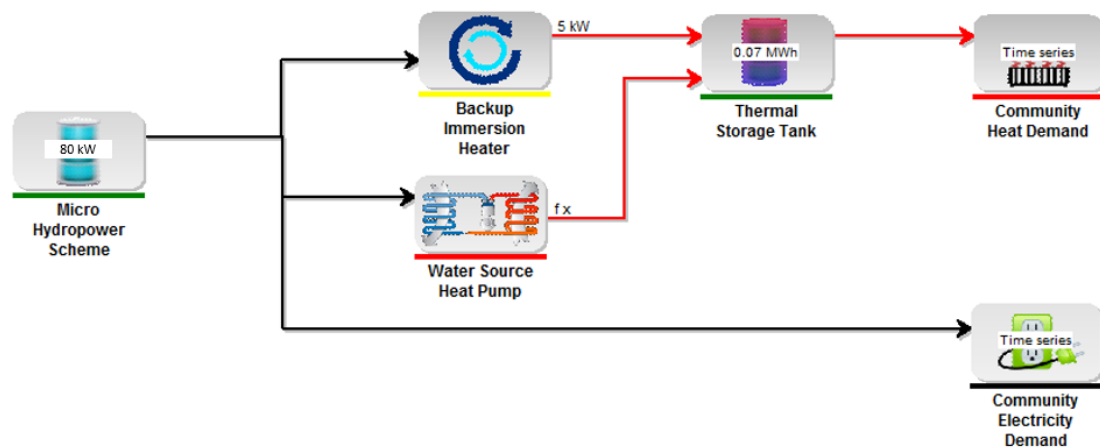 5 kW
Backup
Immersion
Heater
0.07 MWh
Thermal
Storage Tank
Time series
Community
Heat Demand
80 kW
Micro
Hydropower
Scheme
f x
Water Source
Heat Pump
Time series
Community
Electricity
Demand